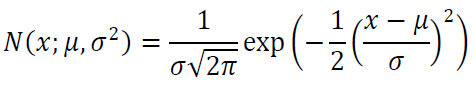 N(x; μ, σ²) = 1/(σ√2π) exp(−1/2((x − μ)/σ)²)